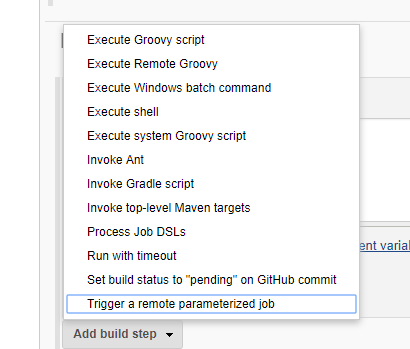 Execute Groovy script
Execute Remote Groovy
Execute Windows batch command
Execute shell
Execute system Groovy script
Invoke Ant
Invoke Gradle script
Invoke top-level Maven targets
Process Job DSLs
ent varia
Run with timeout
Set build status to "pending" on GitHub commit
Trigger a remote parameterized job
Add build step